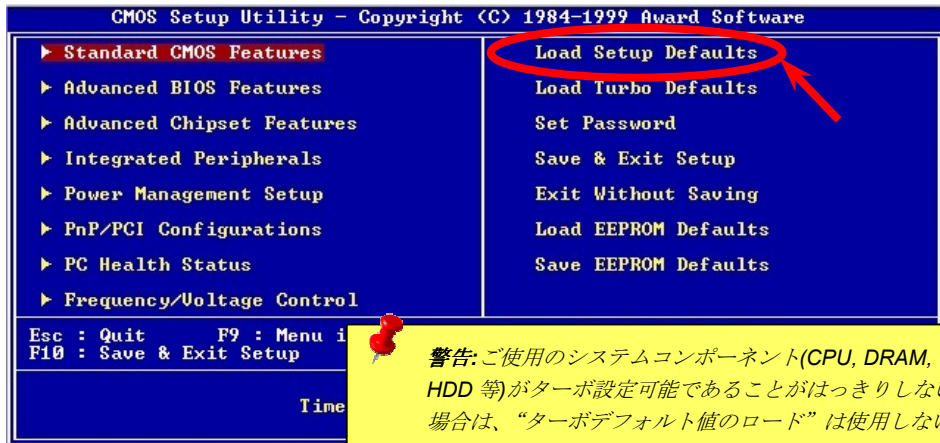 CMOS Setup Utility – Copyright (C) 1984–1999 Award Software
Standard CMOS Features
Advanced BIOS Features
Advanced Chipset Features
Integrated Peripherals
Power Management Setup
PnP/PCI Configurations
PC Health Status
Frequency/Voltage Control
Load Setup Defaults
Load Turbo Defaults
Set Password
Save & Exit Setup
Exit Without Saving
Load EEPROM Defaults
Save EEPROM Defaults
Esc : Quit F9 : Menu i
F10 : Save & Exit Setup
Time
警告:ご使用のシステムコンポーネント(CPU, DRAM,
HDD 等)がターボ設定可能であることがはっきりしない
場合は、“ターボデフォルト値のロード”は使用しない